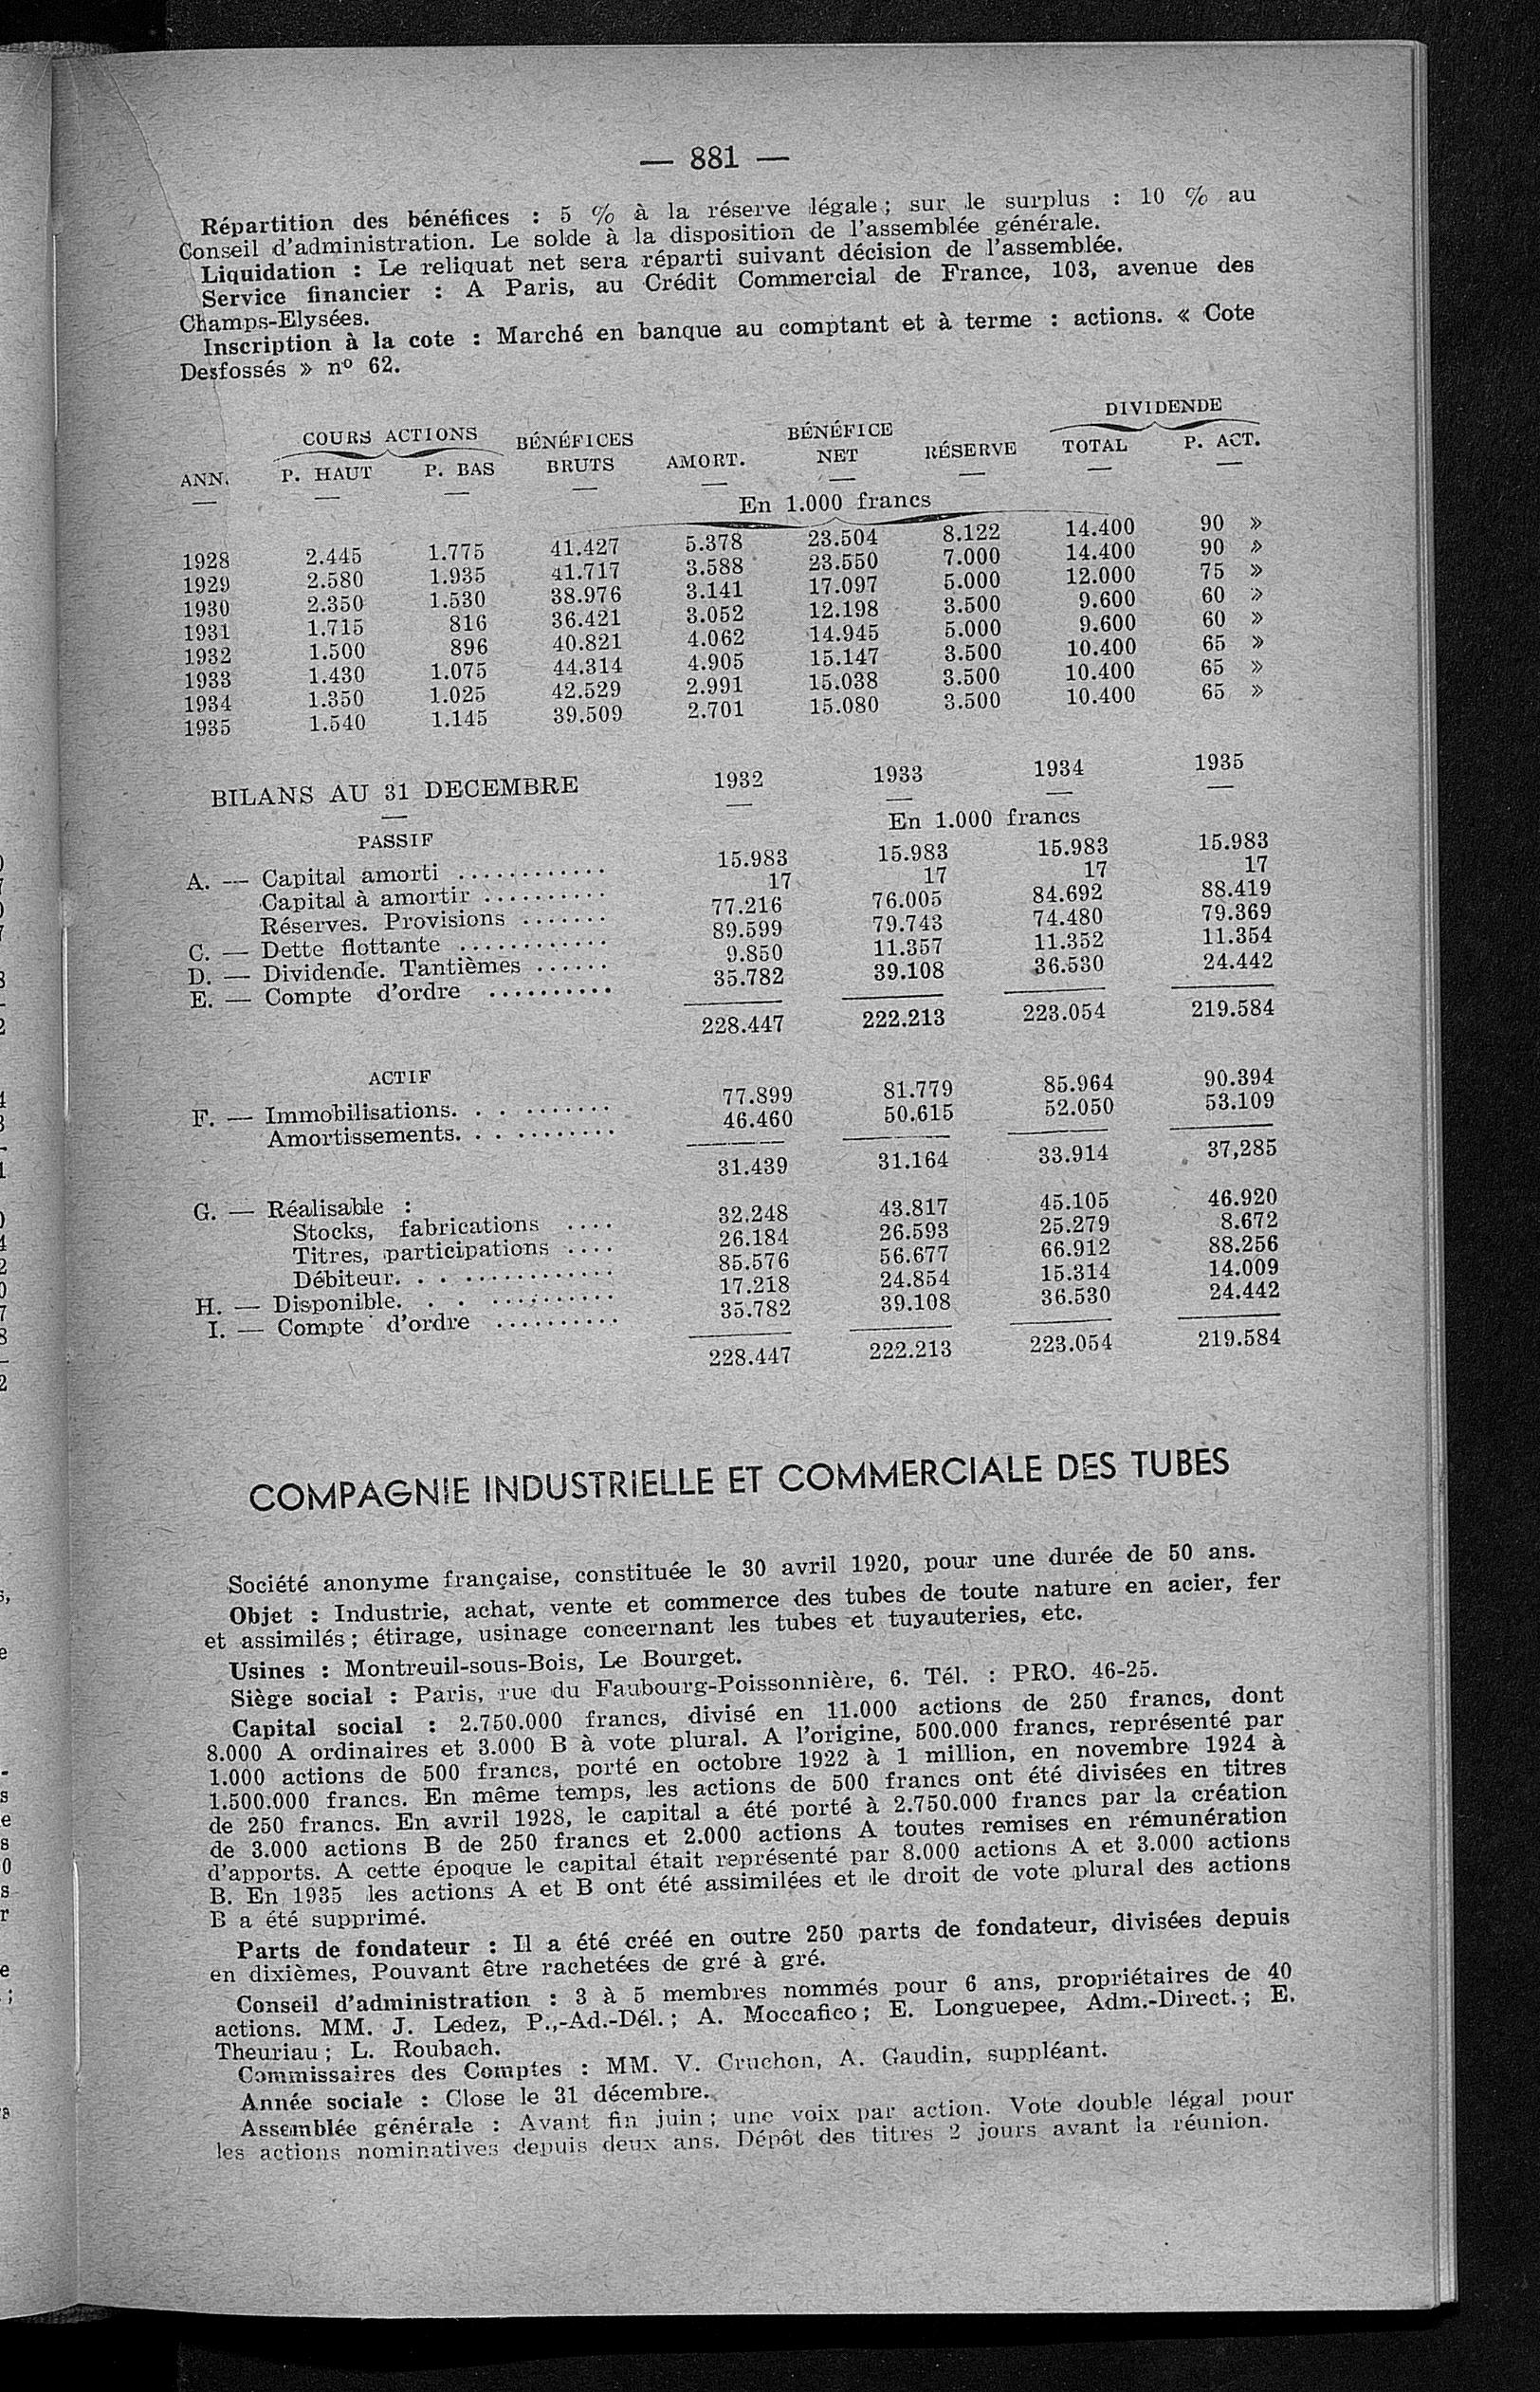 — 881 —
Répartition des bénéfices : 5 % à la réserve légale; sur le surplus : 10 % au
Conseil d'administration. Le solde à la disposition de l'assemblée générale.
Liquidation : Le reliquat net sera réparti suivant décision de l'assemblée.
Service financier : A Paris, au Crédit Commercial de France, 103, avenue des
Champs-Elysées.
Inscription à la cote : Marché en banque au comptant et à terme : actions. « Cote
Desfossés » nº 62.
DIVIDENDE
COURS ACTIONS BÉNÉFICES BÉNÉFICE
ANN. P. HAUT P. BAS BRUTS AMORT. NET RÉSERVE TOTAL P. ACT.
En 1.000 francs
1928 2.445 1.775 41.427 5.378 23.504 8.122 14.400 90 »
1929 2.580 1.935 41.717 3.588 23.550 7.000 14.400 90 »
1930 2.350 1.530 38.976 3.141 17.097 5.000 12.000 75 »
1931 1.715 816 36.421 3.052 12.198 3.500 9.600 60 »
1932 1.500 896 40.821 4.062 14.945 5.000 9.600 60 »
1933 1.430 1.075 44.314 4.905 15.147 3.500 10.400 65 »
1934 1.350 1.025 42.529 2.991 15.038 3.500 10.400 65 »
1935 1.540 1.145 39.509 2.701 15.080 3.500 10.400 65 »
BILANS AU 31 DECEMBRE 1932 1933 1934 1935
En 1.000 francs
PASSIF
A. — Capital amorti ............ 15.983 15.983 15.983 15.983
Capital à amortir .......... 17 17 17 17
Réserves. Provisions ....... 77.216 76.005 84.692 88.419
C. — Dette flottante ............ 89.599 79.743 74.480 79.369
D. — Dividende. Tantièmes ...... 9.850 11.357 11.352 11.354
E. — Compte d'ordre .......... 35.782 39.108 36.530 24.442
228.447 222.213 223.054 219.584
ACTIF
F. — Immobilisations. . . ........ 77.899 81.779 85.964 90.394
Amortissements. . . ......... 46.460 50.615 52.050 53.109
31.439 31.164 33.914 37,285
G. — Réalisable :
Stocks, fabrications .... 32.248 43.817 45.105 46.920
Titres, participations .... 26.184 26.593 25.279 8.672
Débiteur. . . ............. 85.576 56.677 66.912 88.256
H. — Disponible. . . ........... 17.218 24.854 15.314 14.009
I. — Compte d'ordre .......... 35.782 39.108 36.530 24.442
228.447 222.213 223.054 219.584
COMPAGNIE INDUSTRIELLE ET COMMERCIALE DES TUBES
Société anonyme française, constituée le 30 avril 1920, pour une durée de 50 ans.
Objet : Industrie, achat, vente et commerce des tubes de toute nature en acier, fer
et assimilés; étirage, usinage concernant les tubes et tuyauteries, etc.
Usines : Montreuil-sous-Bois, Le Bourget.
Siège social : Paris, rue du Faubourg-Poissonnière, 6. Tél. : PRO. 46-25.
Capital social : 2.750.000 francs, divisé en 11.000 actions de 250 francs, dont
8.000 A ordinaires et 3.000 B à vote plural. A l'origine, 500.000 francs, représenté par
1.000 actions de 500 francs, porté en octobre 1922 à 1 million, en novembre 1924 à
1.500.000 francs. En même temps, les actions de 500 francs ont été divisées en titres
de 250 francs. En avril 1928, le capital a été porté à 2.750.000 francs par la création
de 3.000 actions B de 250 francs et 2.000 actions A toutes remises en rémunération
d'apports. A cette époque le capital était représenté par 8.000 actions A et 3.000 actions
B. En 1935 les actions A et B ont été assimilées et le droit de vote plural des actions
B a été supprimé.
Parts de fondateur : Il a été créé en outre 250 parts de fondateur, divisées depuis
en dixièmes, Pouvant être rachetées de gré à gré.
Conseil d'administration : 3 à 5 membres nommés pour 6 ans, propriétaires de 40
actions. MM. J. Ledez, P.,-Ad.-Dél.; A. Moccafico; E. Longuepee, Adm.-Direct.; E.
Theuriau; L. Roubach.
Commissaires des Comptes : MM. V. Cruchon, A. Gaudin, suppléant.
Année sociale : Close le 31 décembre.
Assemblée générale : Avant fin juin; une voix par action. Vote double légal pour
les actions nominatives depuis deux ans. Dépôt des titres 2 jours avant la réunion.